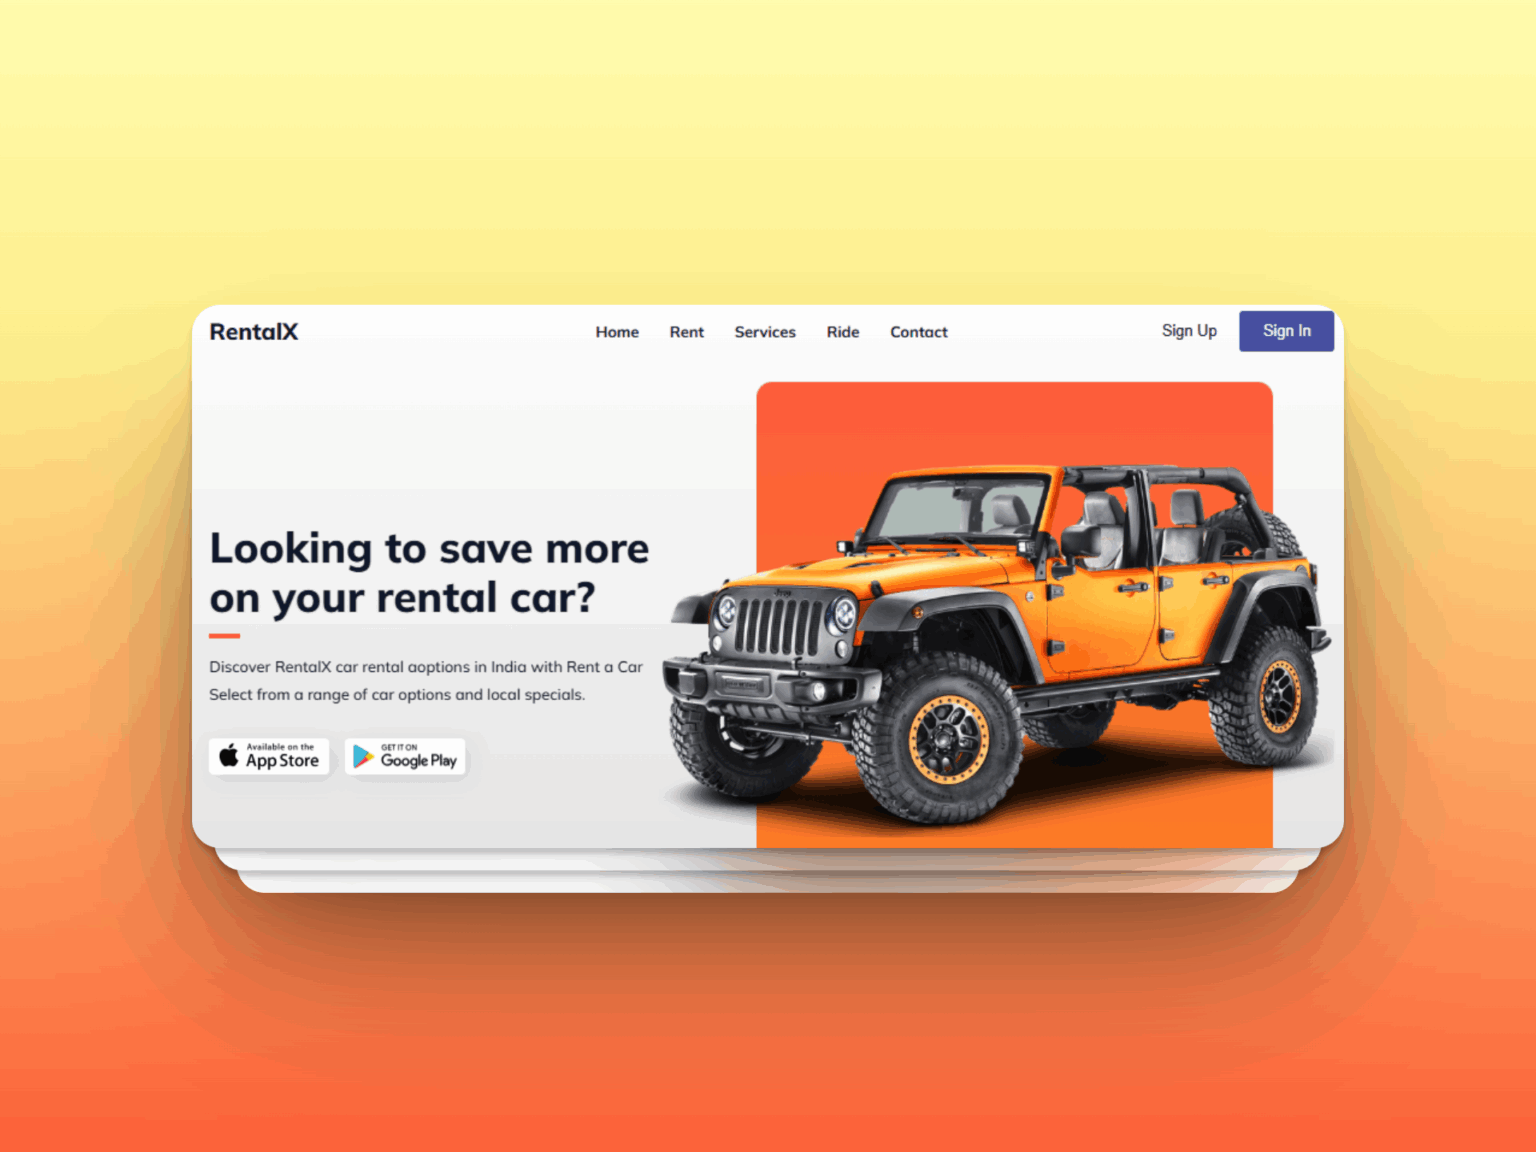 RentalX
Home
Rent
Services
Ride
Contact
Sign Up
Sign In
Looking to save more
on your rental car?
Discover RentalX car rental aoptions in India with Rent a Car
Select from a range of car options and local specials.
Available on the
App Store
GET IT ON
Google Play
Jeep